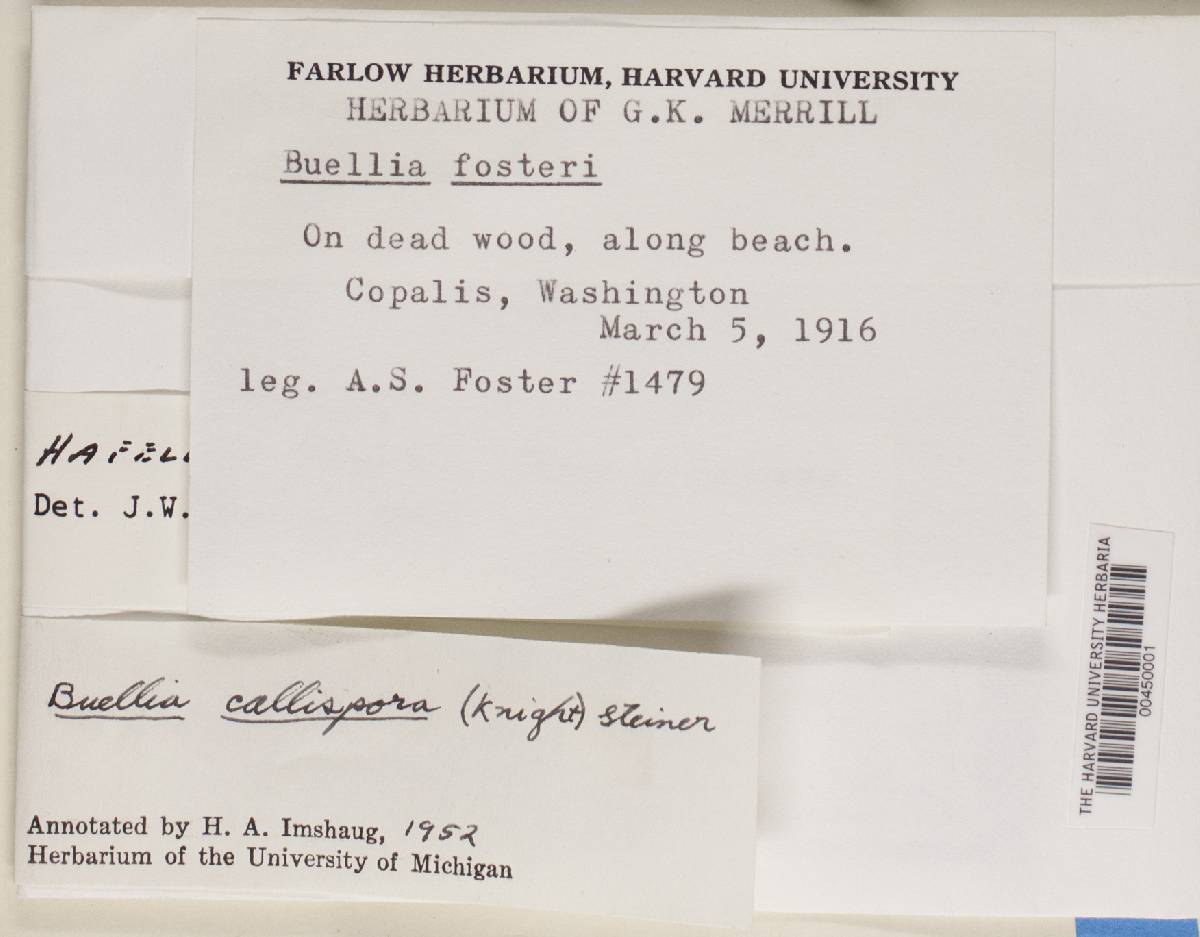 FARLOW HERBARIUM, HARVARD UNIVERSITY
HERBARIUM OF G.K. MERRILL
Buellia fosteri
On dead wood, along beach.
Copalis, Washington
March 5, 1916
leg. A.S. Foster #1479
Det. J.W.
Buellia callispora (Knight) Steiner
Annotated by H. A. Imshaug, 1952
Herbarium of the University of Michigan
THE HARVARD UNIVERSITY HERBARIA
00450001